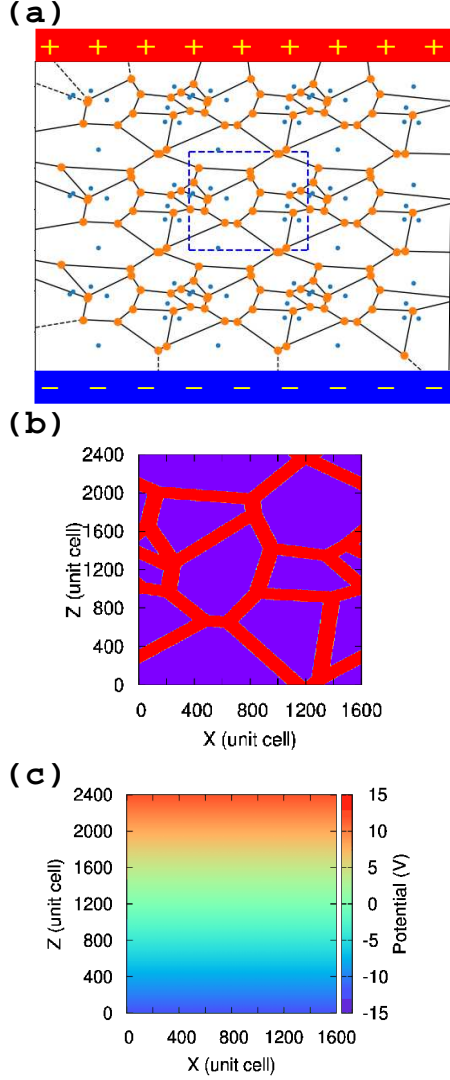 (a)
+ + + + + + + + +
− − − − − − − − −
(b)
2400
2000
1600
1200
800
400
0
Z (unit cell)
0 400 800 1200 1600
X (unit cell)
(c)
2400
2000
1600
1200
800
400
0
Z (unit cell)
0 400 800 1200 1600
X (unit cell)
15
10
5
0
-5
-10
-15
Potential (V)